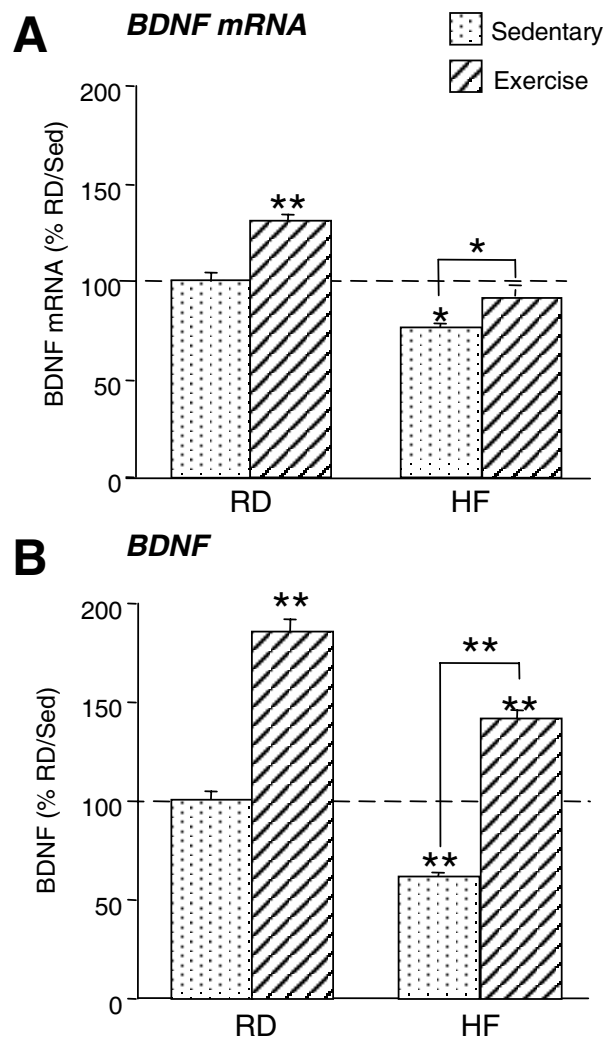 A
BDNF mRNA
Sedentary
Exercise
BDNF mRNA (% RD/Sed)
200
150
100
50
0
**
*
*
RD
HF
B
BDNF
BDNF (% RD/Sed)
200
150
100
50
0
**
**
**
**
RD
HF